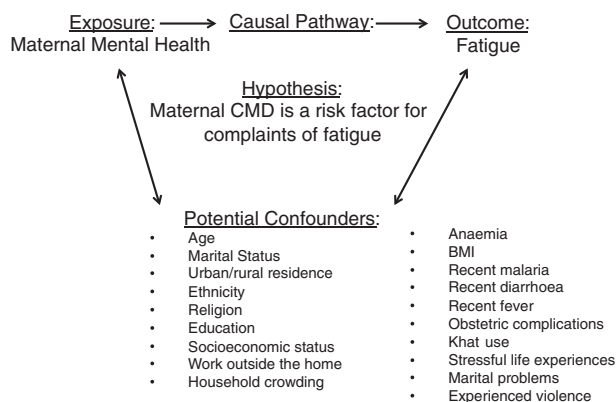 Exposure:
Maternal Mental Health
Causal Pathway:
Outcome:
Fatigue
Hypothesis:
Maternal CMD is a risk factor for
complaints of fatigue
Potential Confounders:
• Age
• Marital Status
• Urban/rural residence
• Ethnicity
• Religion
• Education
• Socioeconomic status
• Work outside the home
• Household crowding
• Anaemia
• BMI
• Recent malaria
• Recent diarrhoea
• Recent fever
• Obstetric complications
• Khat use
• Stressful life experiences
• Marital problems
• Experienced violence